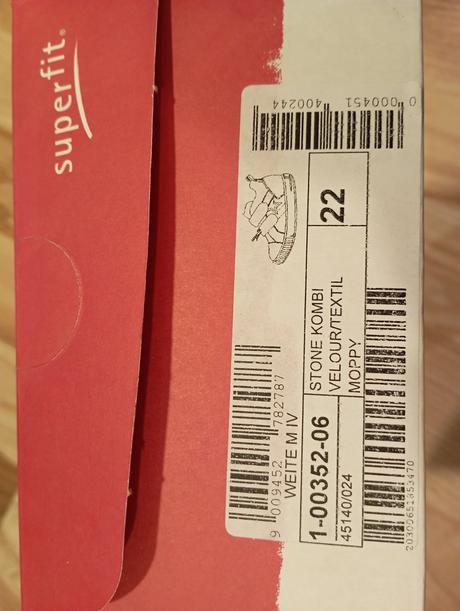 superfit®
0 000451 400244
9 009452 782787
WEITE M IV
1-00352-06
45140/024
STONE KOMBI
VELOUR/TEXTIL
MOPPY
22